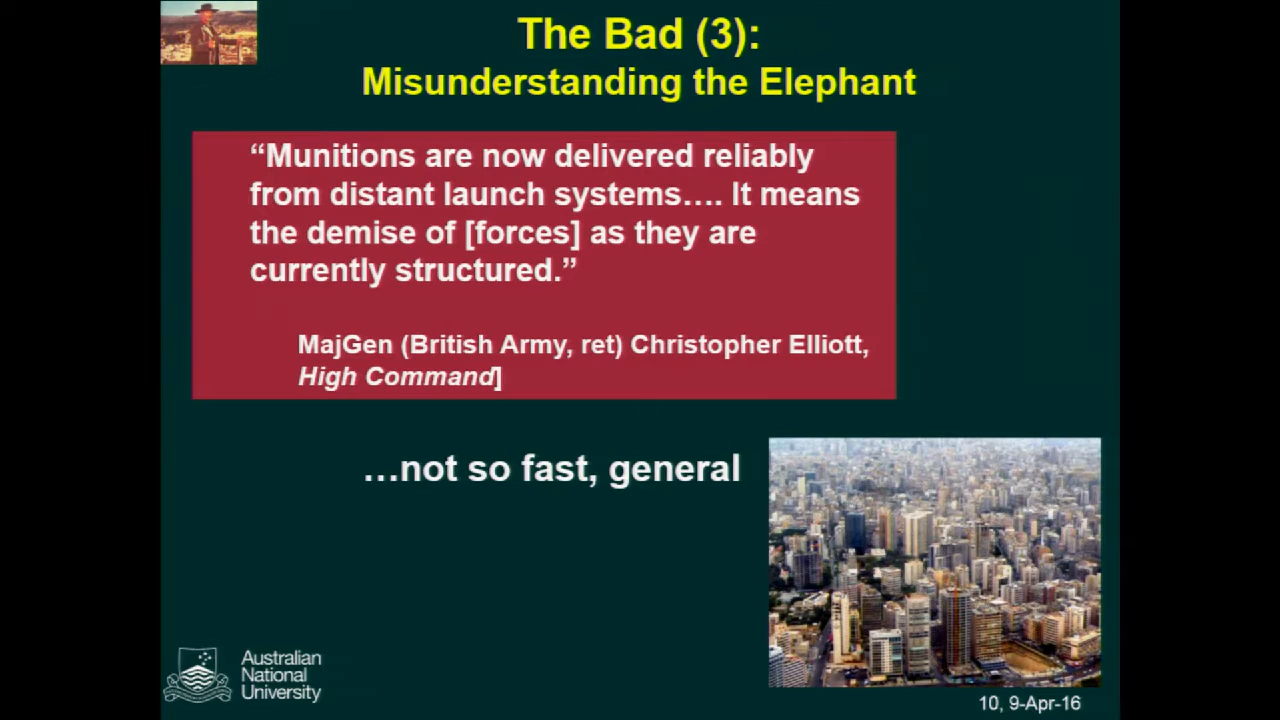 The Bad (3):
Misunderstanding the Elephant
“Munitions are now delivered reliably
from distant launch systems…. It means
the demise of [forces] as they are
currently structured.”
MajGen (British Army, ret) Christopher Elliott,
High Command]
…not so fast, general
Australian
National
University
10, 9-Apr-16